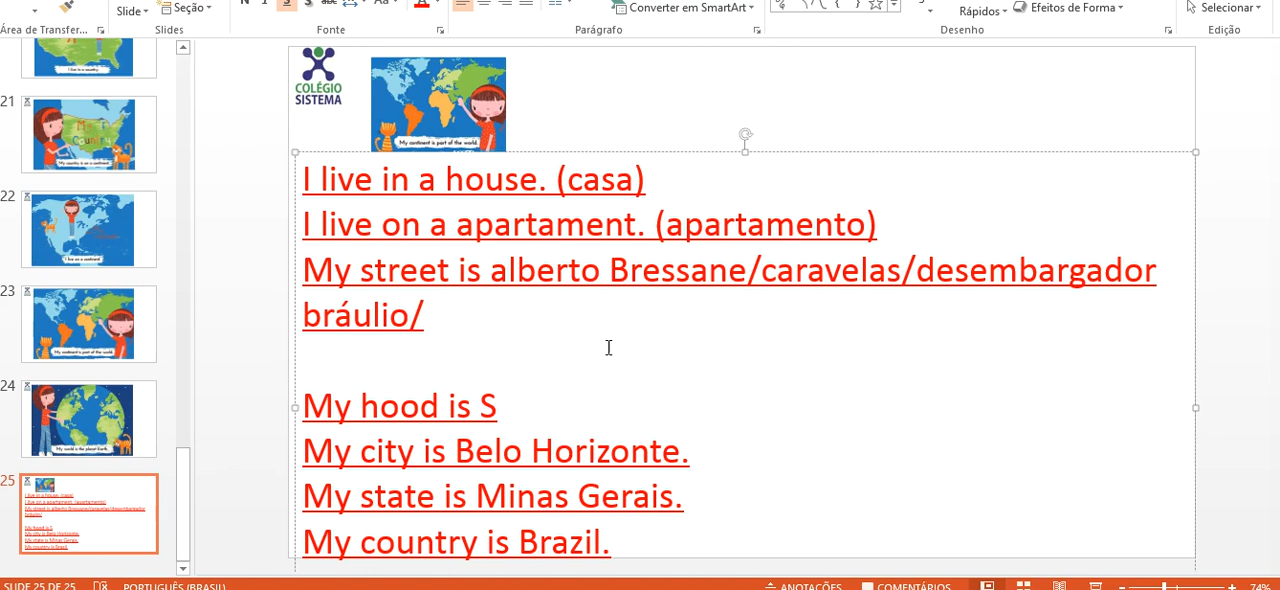 Slide
Seção
N
I
S
Aa
A
Converter em SmartArt
Rápidos
Efeitos de Forma
Selecionar
Área de Transfer...
Slides
Fonte
Parágrafo
Desenho
Edição
I live in a country.
21
My country is on a continent.
22
I live on a continent.
23
My continent is part of the world.
24
My world is the planet Earth.
25
COLÉGIO
SISTEMA
My continent is part of the world.
I live in a house. (casa)
I live on a apartament. (apartamento)
My street is alberto Bressane/caravelas/desembargador
bráulio/
My hood is S
My city is Belo Horizonte.
My state is Minas Gerais.
My country is Brazil.
SLIDE 25 DE 25
PORTUGUÊS (BRASIL)
ANOTAÇÕES
COMENTÁRIOS
74%